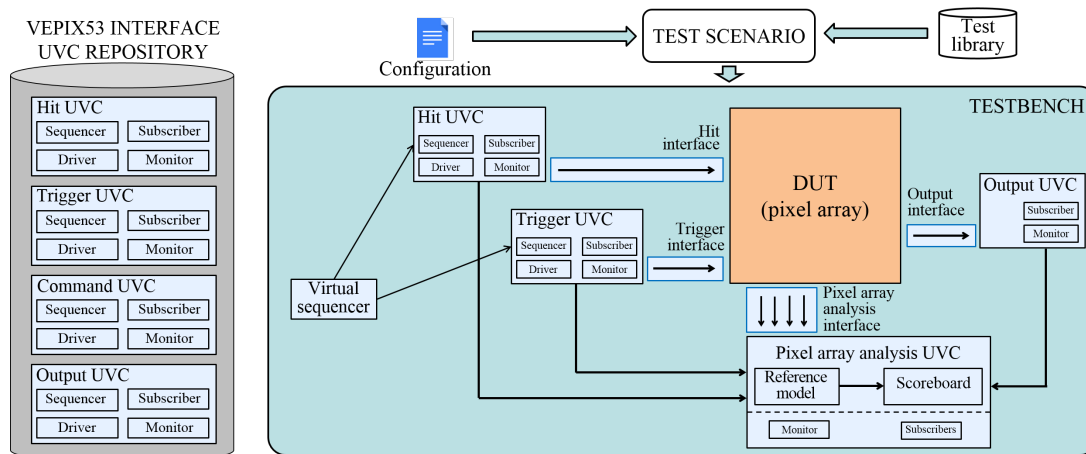 VEPIX53 INTERFACE
UVC REPOSITORY
Hit UVC
Sequencer
Subscriber
Driver
Monitor
Trigger UVC
Sequencer
Subscriber
Driver
Monitor
Command UVC
Sequencer
Subscriber
Driver
Monitor
Output UVC
Sequencer
Subscriber
Driver
Monitor
Configuration
TEST SCENARIO
Test
library
TESTBENCH
Hit UVC
Sequencer
Subscriber
Driver
Monitor
Hit
interface
Trigger UVC
Sequencer
Subscriber
Driver
Monitor
Trigger
interface
Virtual
sequencer
DUT
(pixel array)
Output
interface
Output UVC
Subscriber
Monitor
Pixel array
analysis
interface
Pixel array analysis UVC
Reference
model
Scoreboard
Monitor
Subscribers